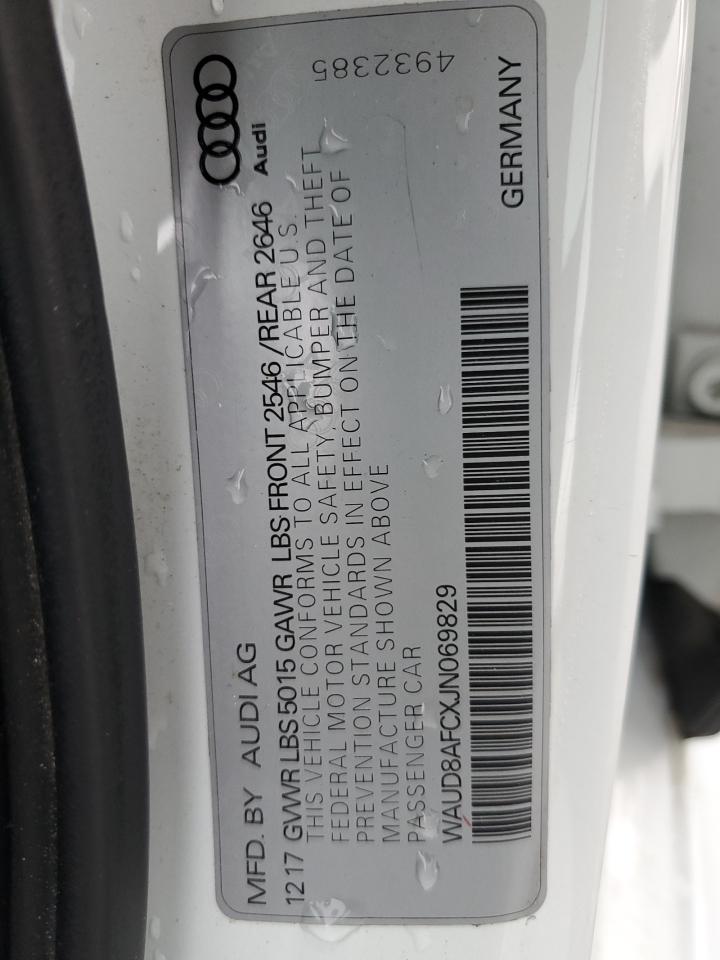 Audi
MFD. BY AUDI AG
12 17 GVWR LBS 5015 GAWR LBS FRONT 2546 /REAR 2646
THIS VEHICLE CONFORMS TO ALL APPLICABLE U.S.
FEDERAL MOTOR VEHICLE SAFETY, BUMPER AND THEFT
PREVENTION STANDARDS IN EFFECT ON THE DATE OF
MANUFACTURE SHOWN ABOVE
PASSENGER CAR
4932385
WAUD8AFCXJN069829
GERMANY